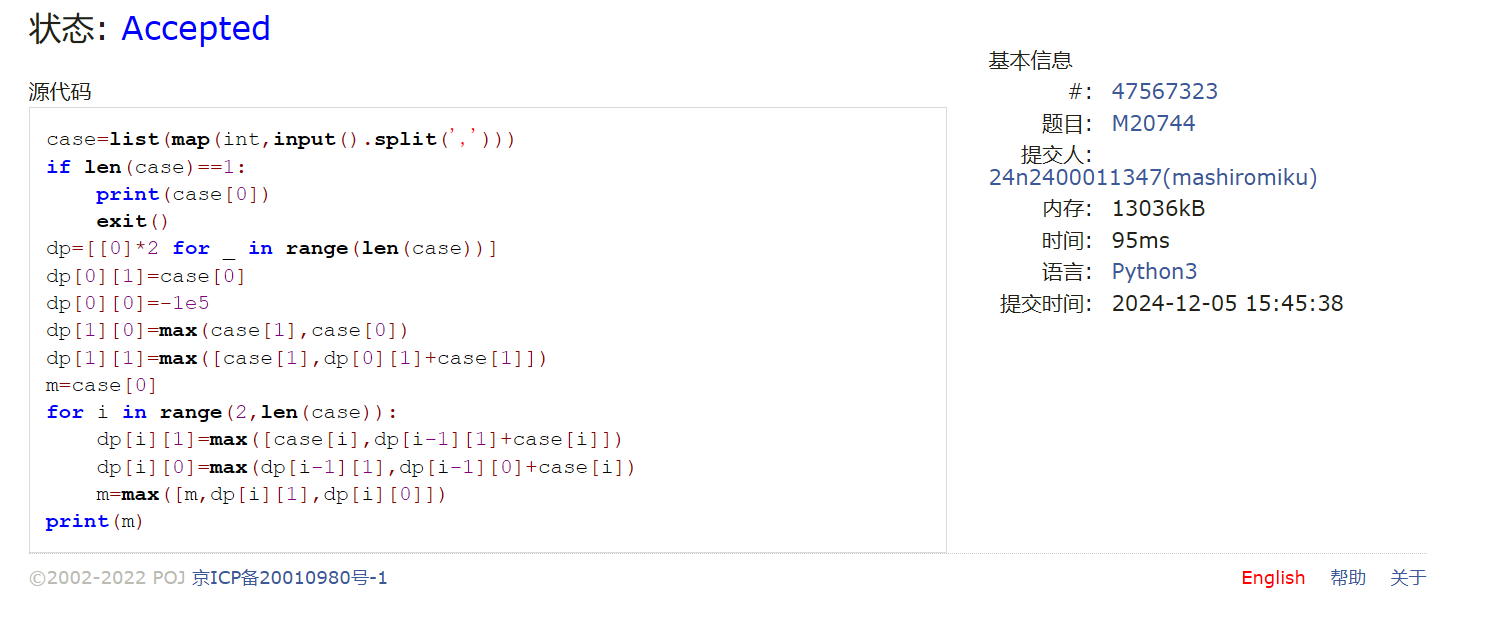 状态: Accepted
源代码
case=list(map(int,input().split(',')))
if len(case)==1:
    print(case[0])
    exit()
dp=[[0]*2 for _ in range(len(case))]
dp[0][1]=case[0]
dp[0][0]=-1e5
dp[1][0]=max(case[1],case[0])
dp[1][1]=max([case[1],dp[0][1]+case[1]])
m=case[0]
for i in range(2,len(case)):
    dp[i][1]=max([case[i],dp[i-1][1]+case[i]])
    dp[i][0]=max(dp[i-1][1],dp[i-1][0]+case[i])
    m=max([m,dp[i][1],dp[i][0]])
print(m)
基本信息
#: 47567323
题目: M20744
提交人:
24n2400011347(mashiromiku)
内存: 13036kB
时间: 95ms
语言: Python3
提交时间: 2024-12-05 15:45:38
©2002-2022 POJ 京ICP备20010980号-1
English 帮助 关于